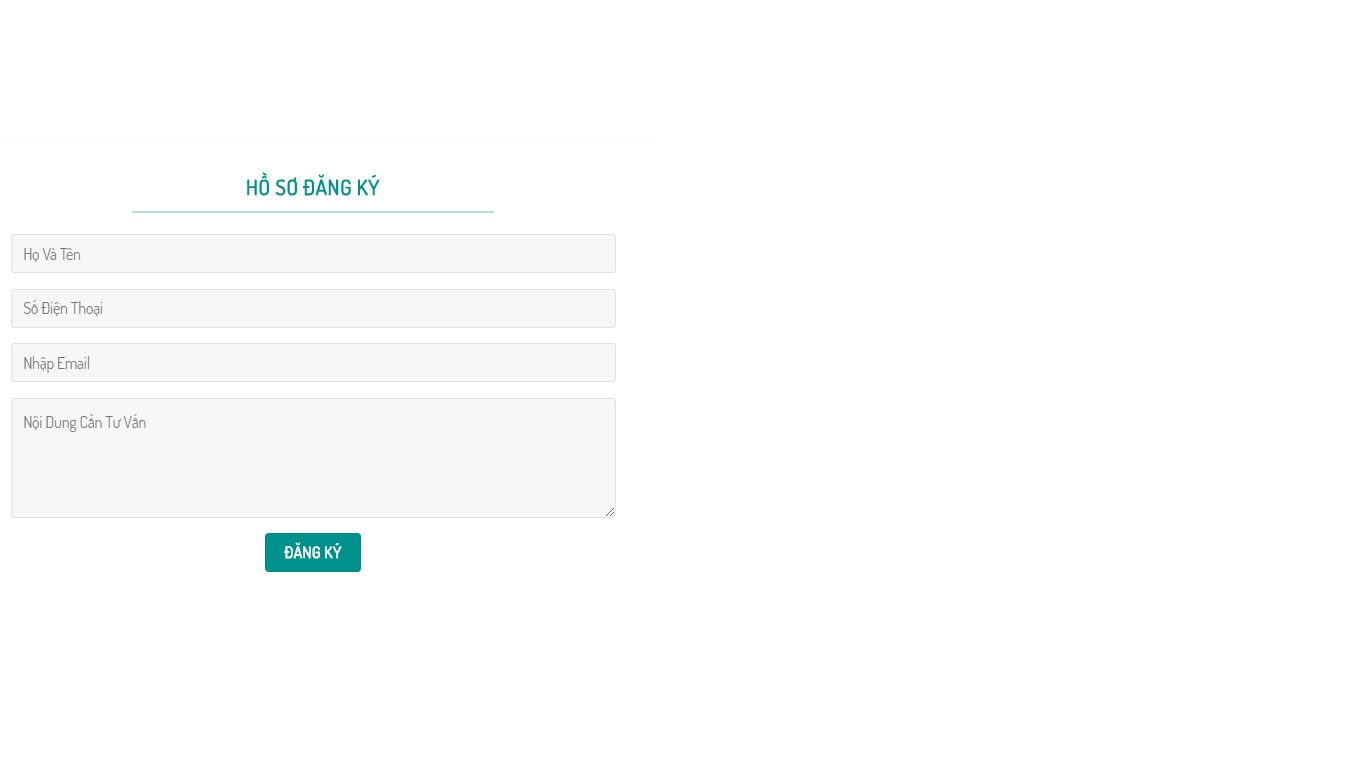 HỒ SƠ ĐĂNG KÝ
Họ Và Tên
Số Điện Thoại
Nhập Email
Nội Dung Cần Tư Vấn
ĐĂNG KÝ